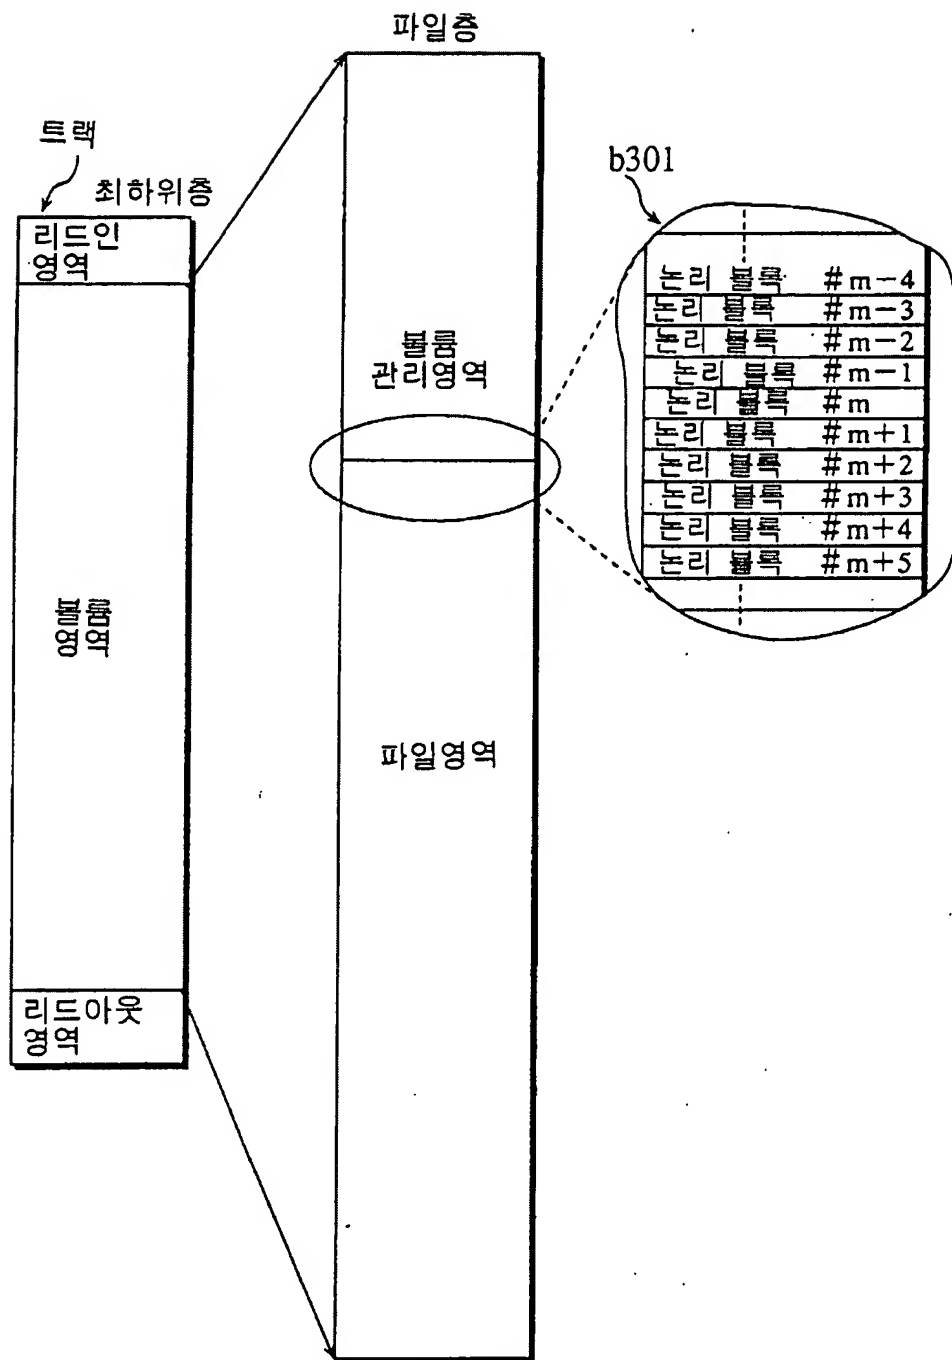 파일층
트랙
최하위층
리드인
영역
볼륨
영역
리드아웃
영역
볼륨
관리영역
파일영역
b301
논리 블록 #m-4
논리 블록 #m-3
논리 블록 #m-2
논리 블록 #m-1
논리 블록 #m
논리 블록 #m+1
논리 블록 #m+2
논리 블록 #m+3
논리 블록 #m+4
논리 블록 #m+5